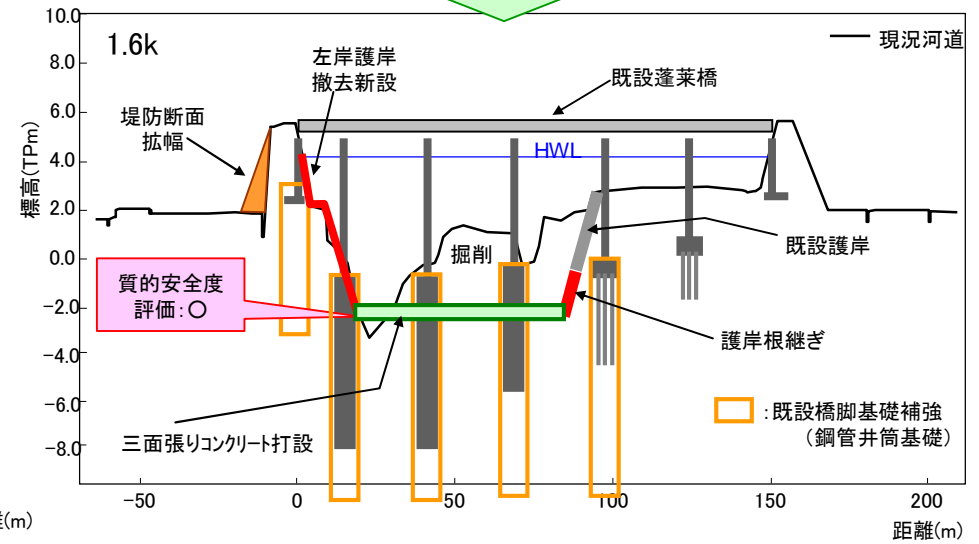 10.0
8.0
6.0
4.0
2.0
0.0
-2.0
-4.0
-6.0
-8.0
標高(TPm)
1.6k
現況河道
左岸護岸
撤去新設
既設蓬莱橋
堤防断面
拡幅
HWL
掘削
既設護岸
質的安全度
評価:○
護岸根継ぎ
三面張りコンクリート打設
:既設橋脚基礎補強
(鋼管井筒基礎)
-50
0
50
100
150
200
距離(m)
(m)